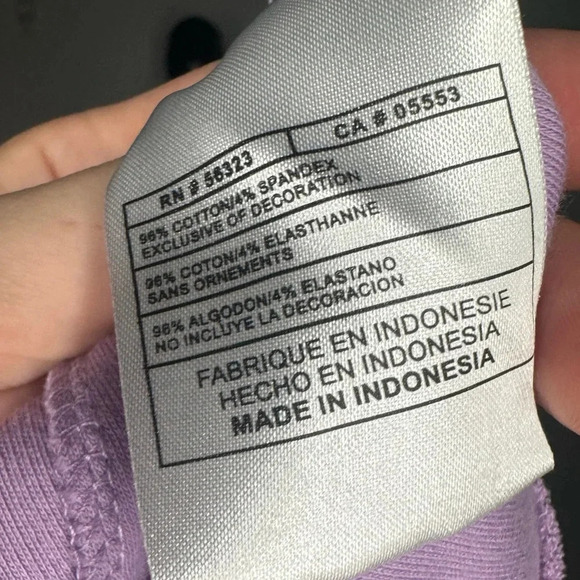 RN # 56323 CA # 05553
96% COTTON/4% SPANDEX
EXCLUSIVE OF DECORATION
96% COTON/4% ELASTHANNE
SANS ORNEMENTS
96% ALGODON/4% ELASTANO
NO INCLUYE LA DECORACION
FABRIQUE EN INDONESIE
HECHO EN INDONESIA
MADE IN INDONESIA